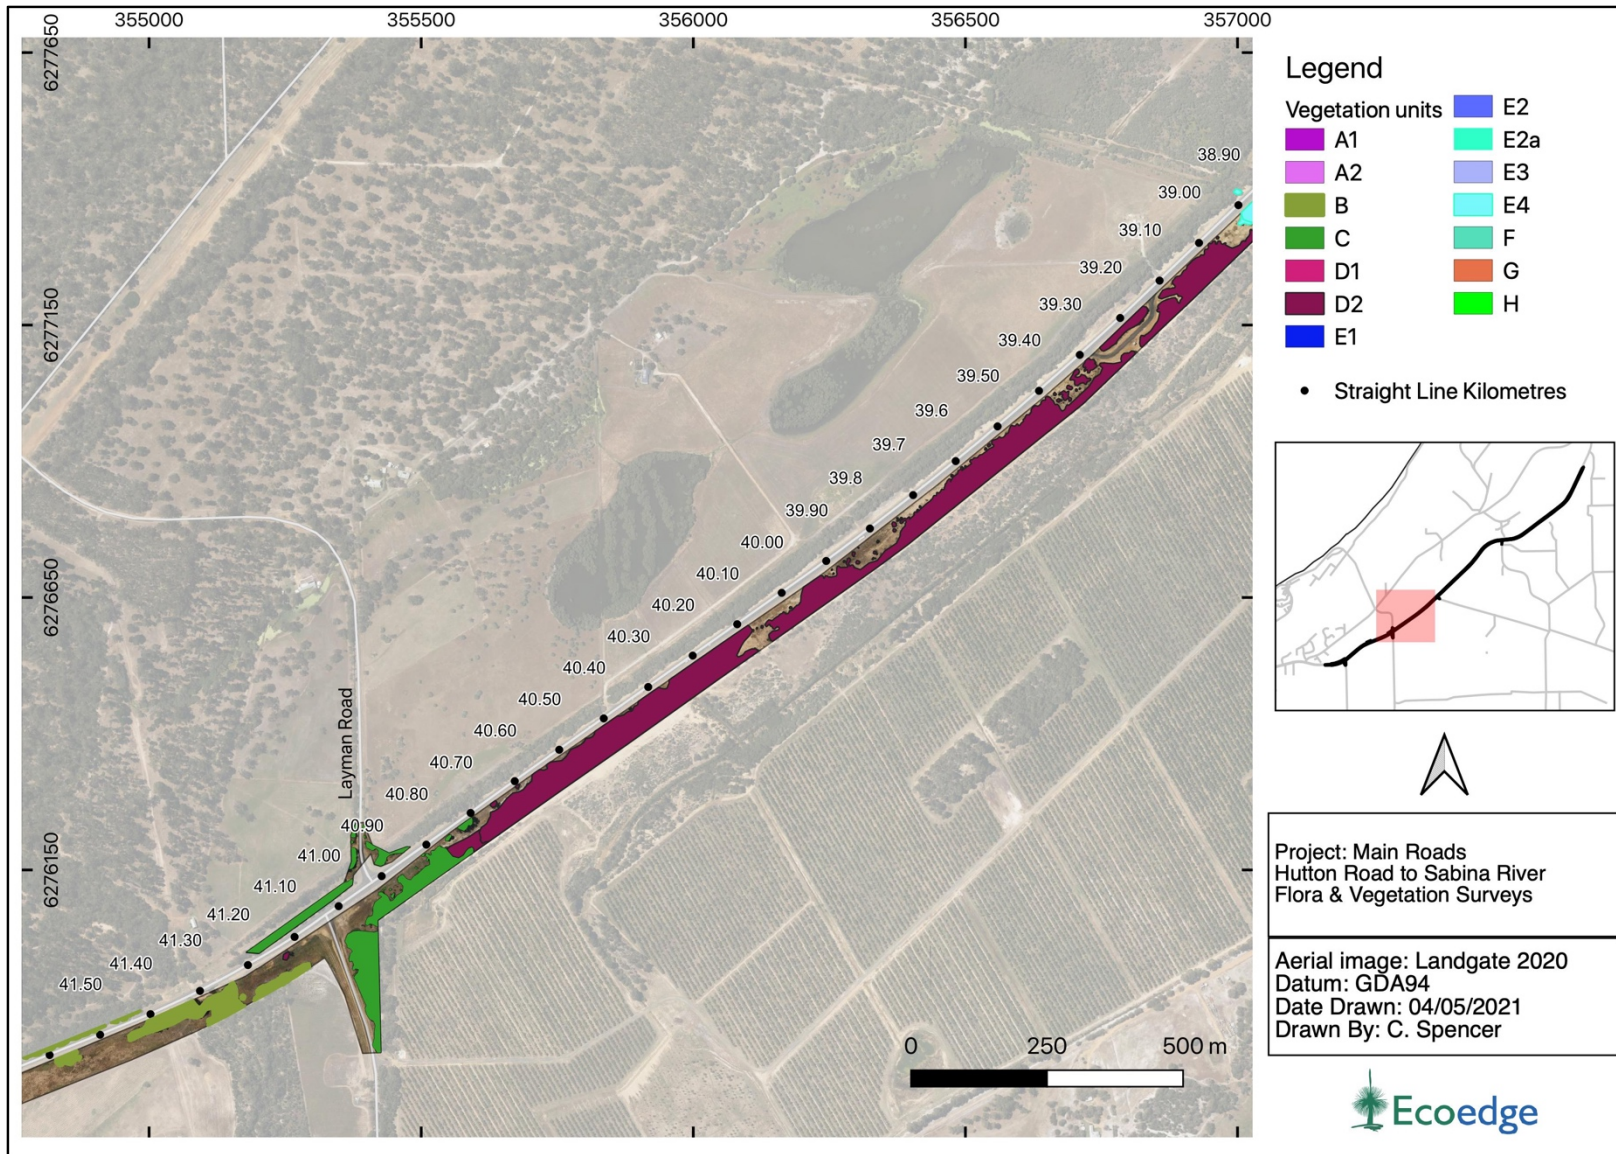 355000
355500
356000
356500
357000
6277650
6277150
6276650
6276150
38.90
39.00
39.10
39.20
39.30
39.40
39.50
39.6
39.7
39.8
39.90
40.00
40.10
40.20
40.30
40.40
40.50
40.60
40.70
40.80
40.90
41.00
41.10
41.20
41.30
41.40
41.50
Layman Road
0 250 500 m
Legend
Vegetation units
A1
A2
B
C
D1
D2
E1
E2
E2a
E3
E4
F
G
H
Straight Line Kilometres
Project: Main Roads
Hutton Road to Sabina River
Flora & Vegetation Surveys
Aerial image: Landgate 2020
Datum: GDA94
Date Drawn: 04/05/2021
Drawn By: C. Spencer
Ecoedge